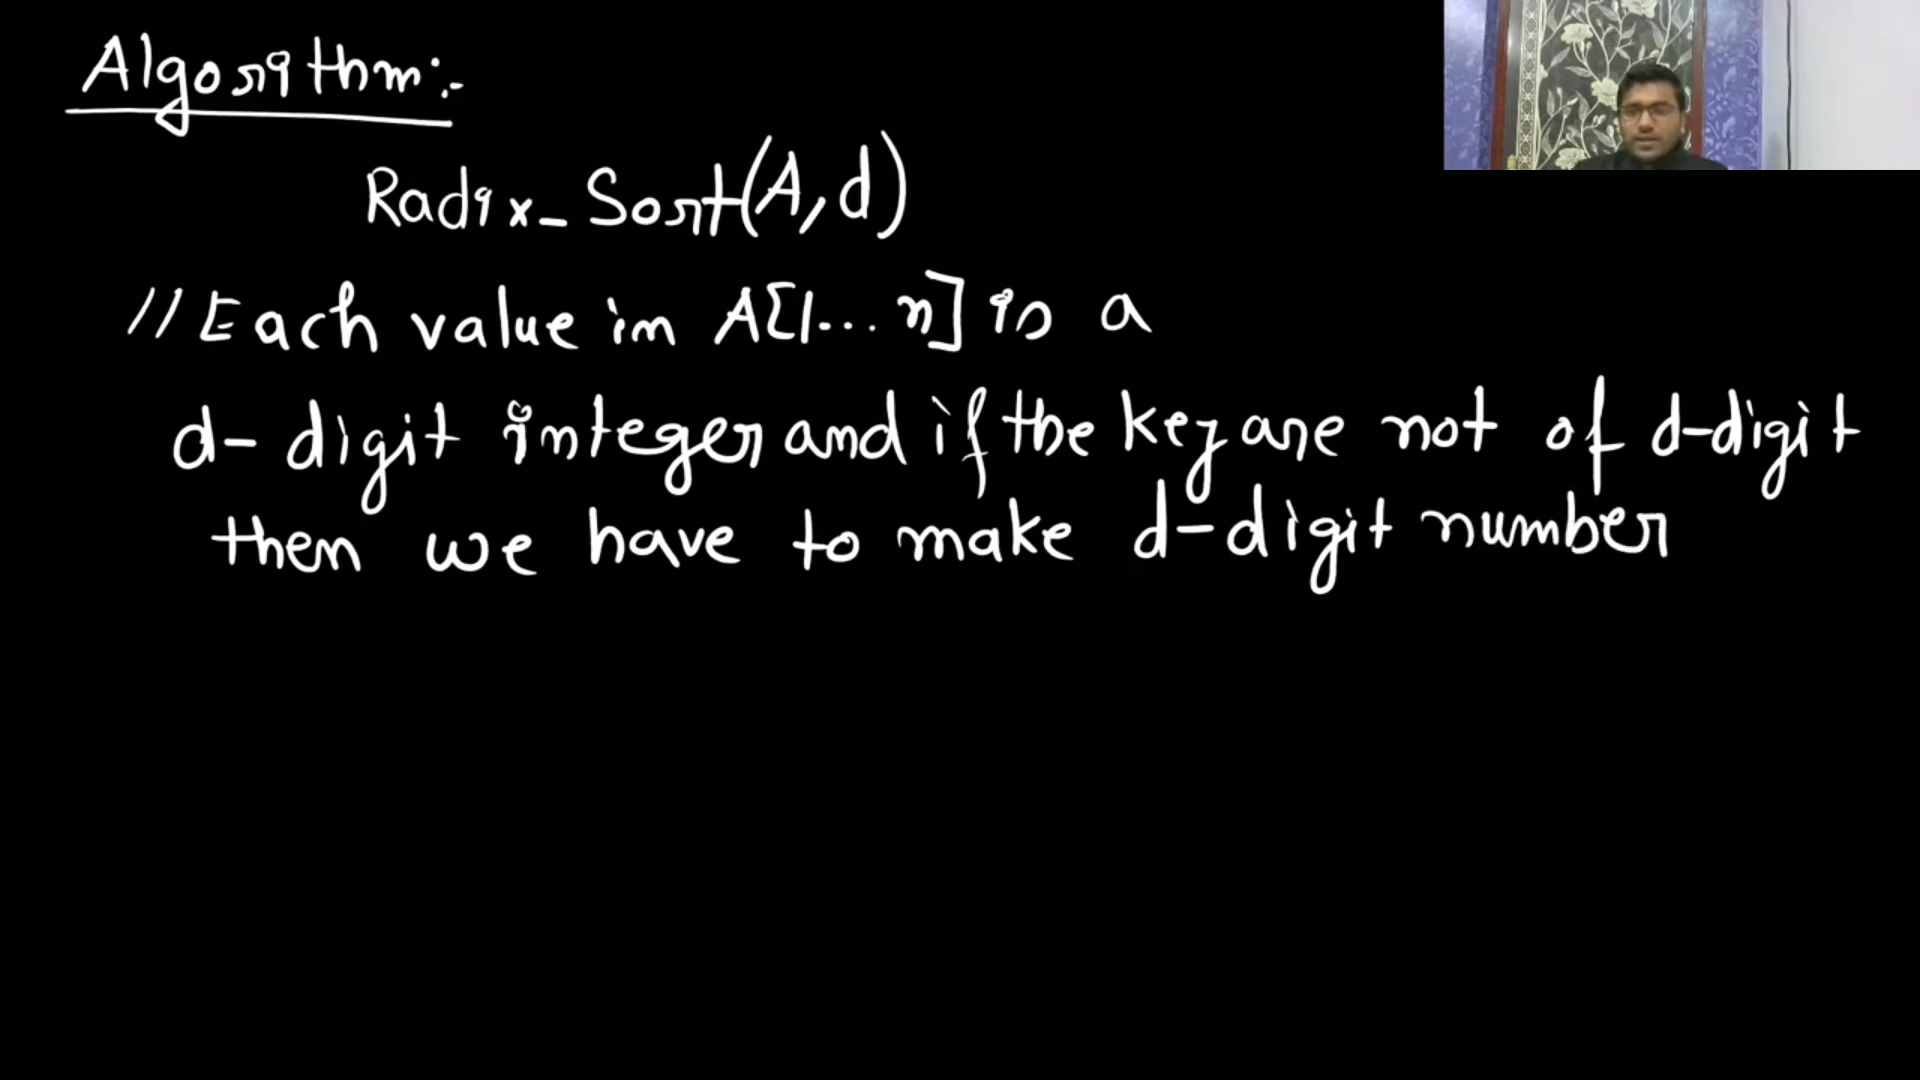 Algorithm:-
Radix_Sort(A,d)
//Each value in A[1... n] is a
d-digit integer and if the key are not of d-digit
then we have to make d-digit number